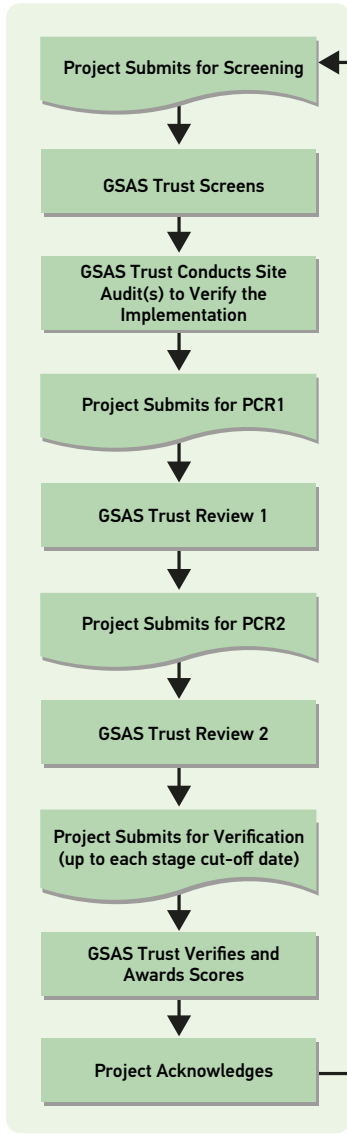 Project Submits for Screening
GSAS Trust Screens
GSAS Trust Conducts Site
Audit(s) to Verify the
Implementation
Project Submits for PCR1
GSAS Trust Review 1
Project Submits for PCR2
GSAS Trust Review 2
Project Submits for Verification
(up to each stage cut-off date)
GSAS Trust Verifies and
Awards Scores
Project Acknowledges